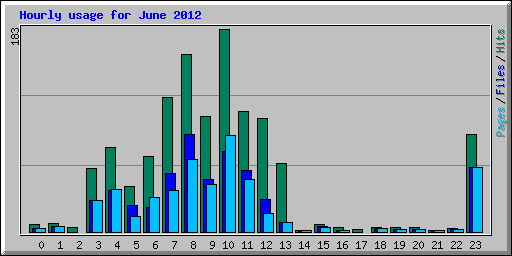 Hourly usage for June 2012
183
Pages/Files/Hits
0 1 2 3 4 5 6 7 8 9 10 11 12 13 14 15 16 17 18 19 20 21 22 23